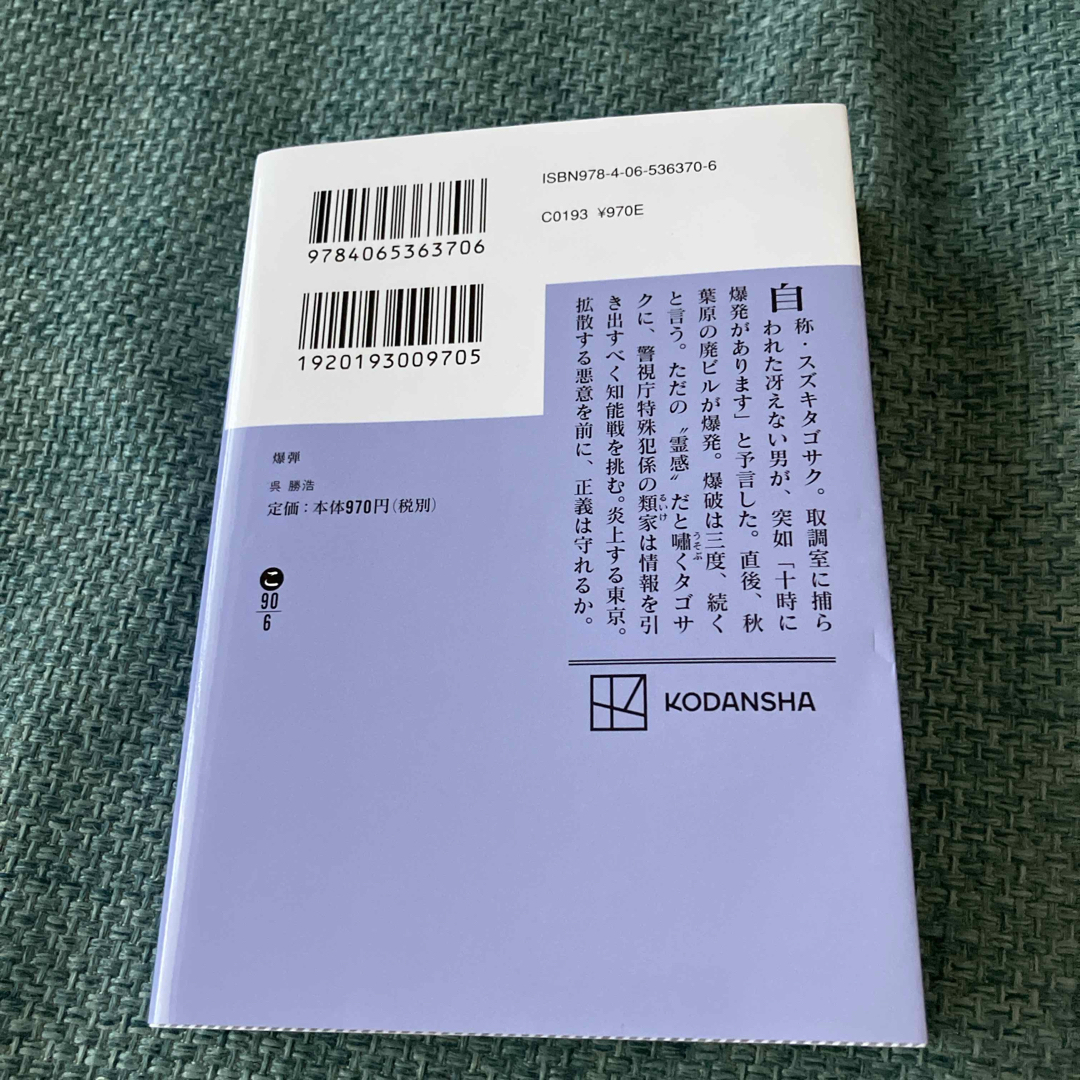 ISBN978-4-06-536370-6
C0193 ¥970E
9784065363706
1920193009705
自称・スズキタゴサク。取調室に捕ら
われた冴えない男が、突如「十時に
爆発があります」と予言した。直後、秋
葉原の廃ビルが爆発。爆破は三度、続く
と言う。ただの〝霊感〟だと嘯くタゴサ
うそぶ
クに、警視庁特殊犯係の類家は情報を引
るいけ
き出すべく知能戦を挑む。炎上する東京。
拡散する悪意を前に、正義は守れるか。
爆弾
呉 勝浩
定価:本体970円(税別)
こ
90
6
KODANSHA